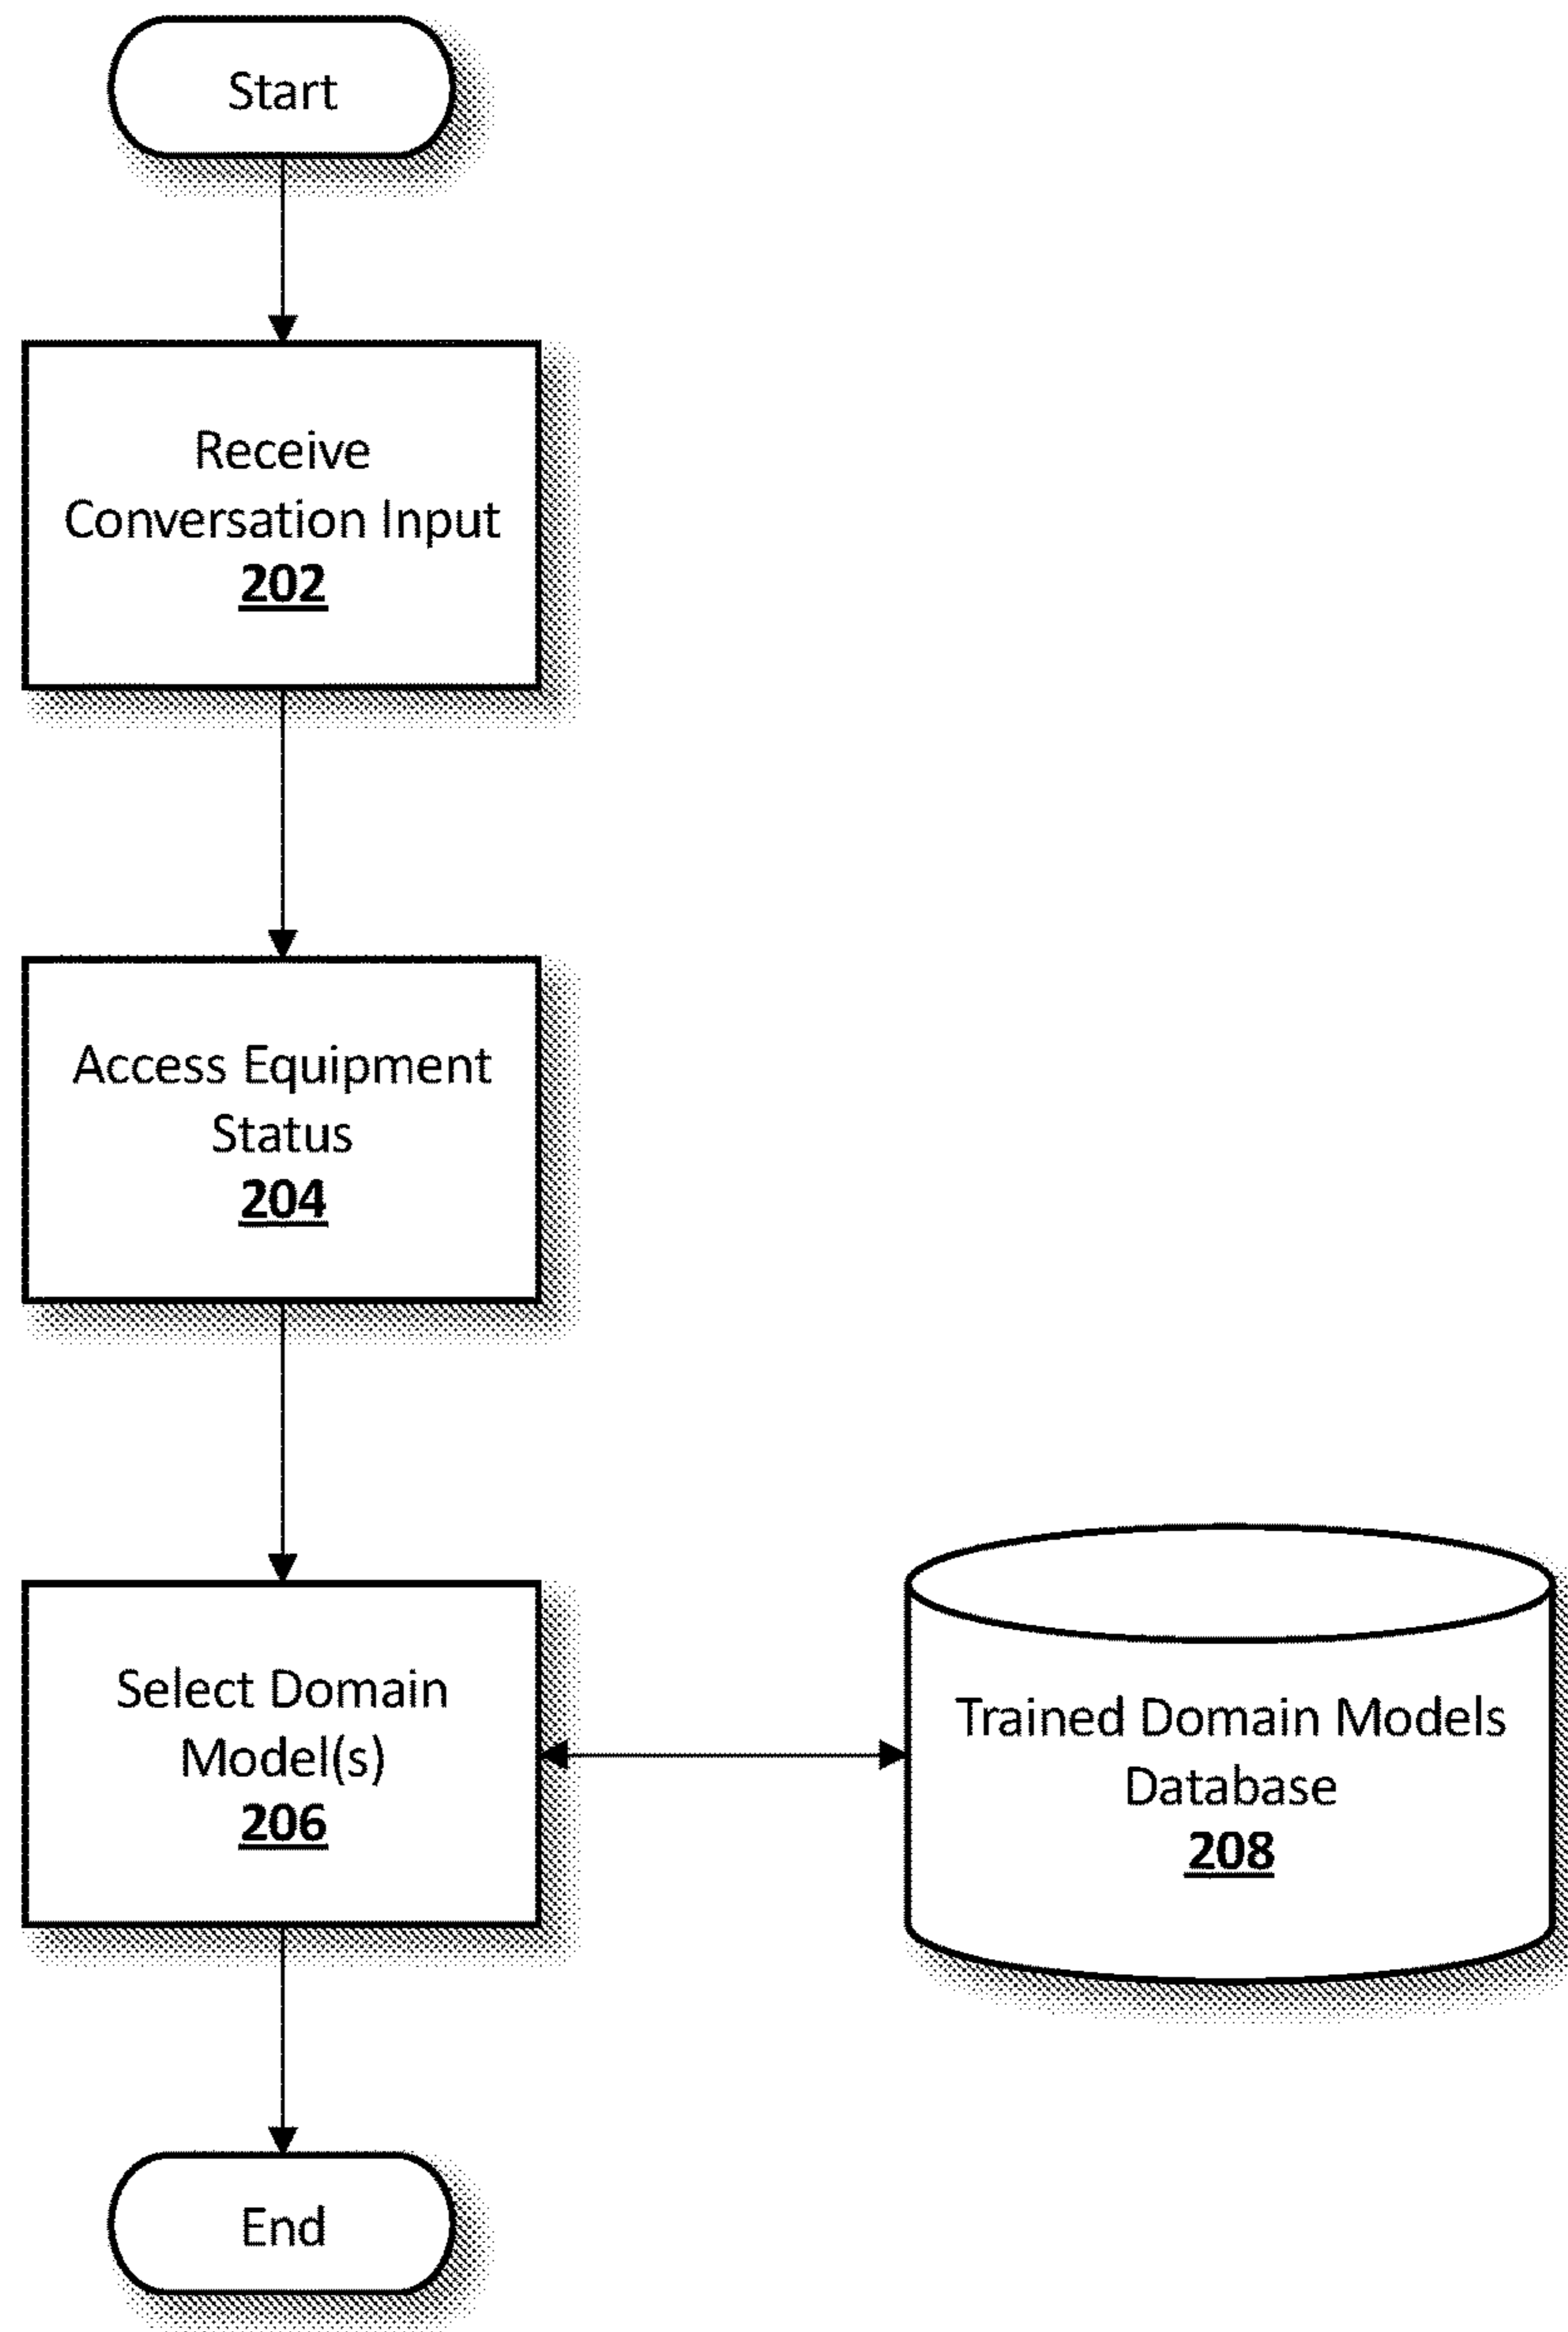 Start
Receive
Conversation Input
202
Access Equipment
Status
204
Select Domain
Model(s)
206
Trained Domain Models
Database
208
End